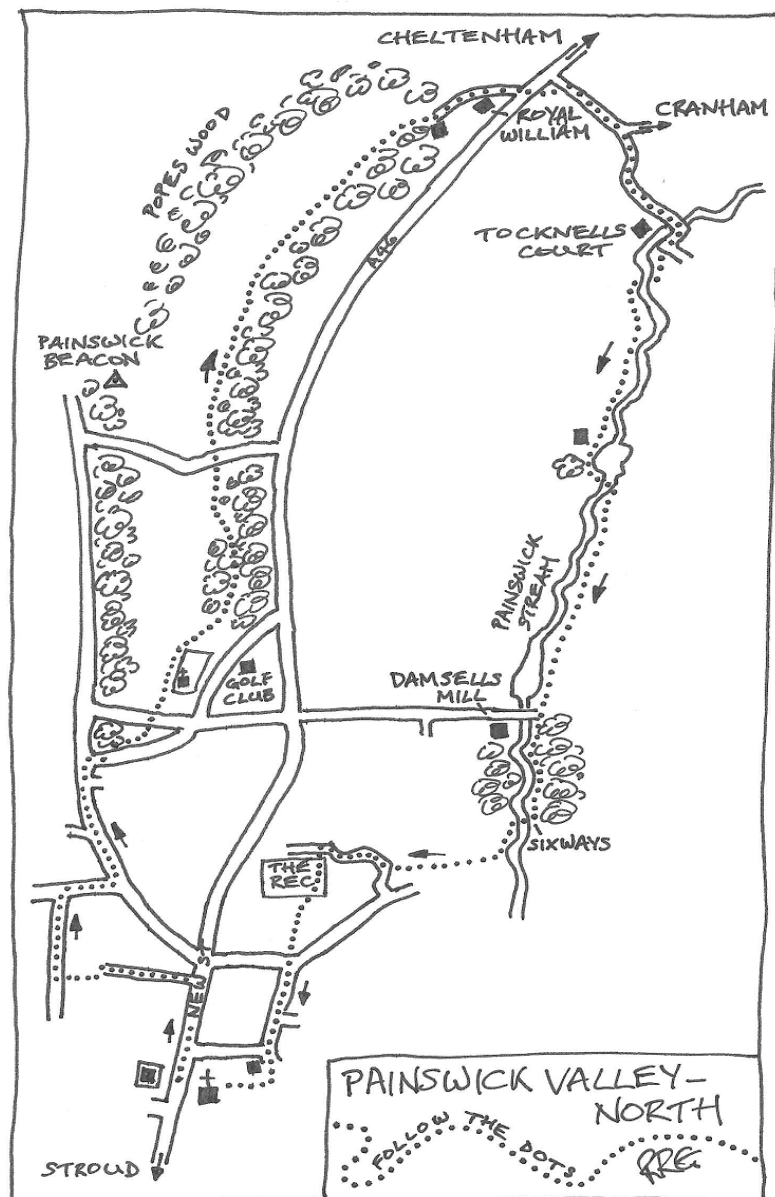 CHELTENHAM
POPES WOOD
ROYAL
WILLIAM
CRANHAM
A46
TOCKNELLS
COURT
PAINSWICK
BEACON
PAINSWICK
STREAM
GOLF
CLUB
DAMSELLS
MILL
SIXWAYS
THE
REC
NEW ST
STROUD
PAINSWICK VALLEY-
NORTH
FOLLOW THE DOTS